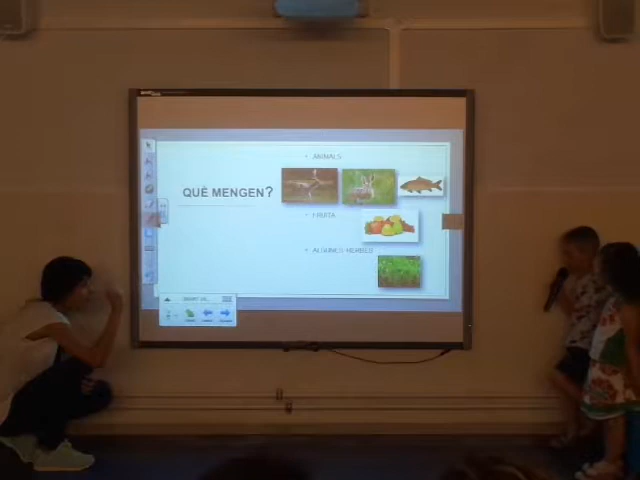 QUÈ MENGEN?
• ANIMALS
• FRUITA
• ALGUNES HERBES